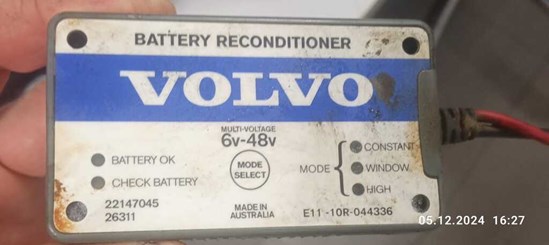 BATTERY RECONDITIONER
VOLVO
MULTI-VOLTAGE
6v-48v
BATTERY OK
CHECK BATTERY
MODE
SELECT
MODE
CONSTANT
WINDOW
HIGH
22147045
26311
MADE IN
AUSTRALIA
E11-10R-044336
05.12.2024 16:27